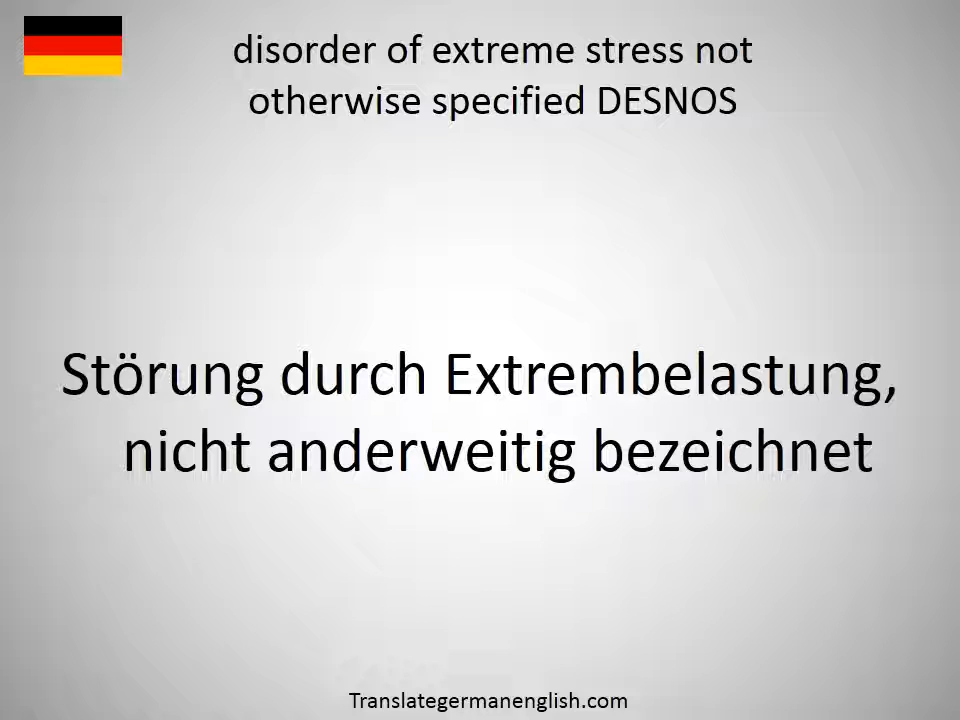 disorder of extreme stress not
otherwise specified DESNOS
Störung durch Extrembelastung,
nicht anderweitig bezeichnet
Translategermanenglish.com